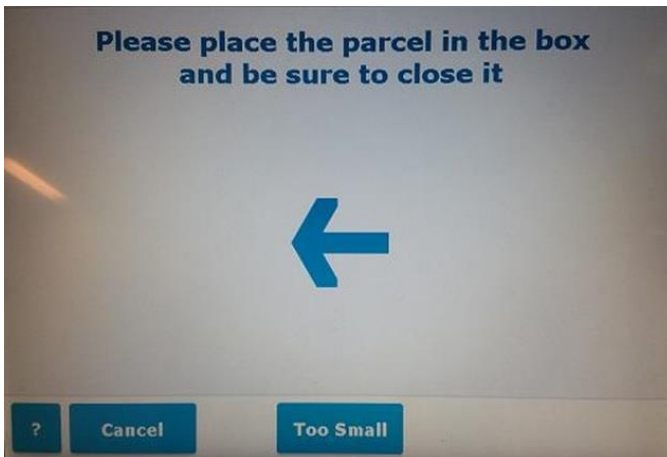 Please place the parcel in the box
and be sure to close it
?
Cancel
Too Small